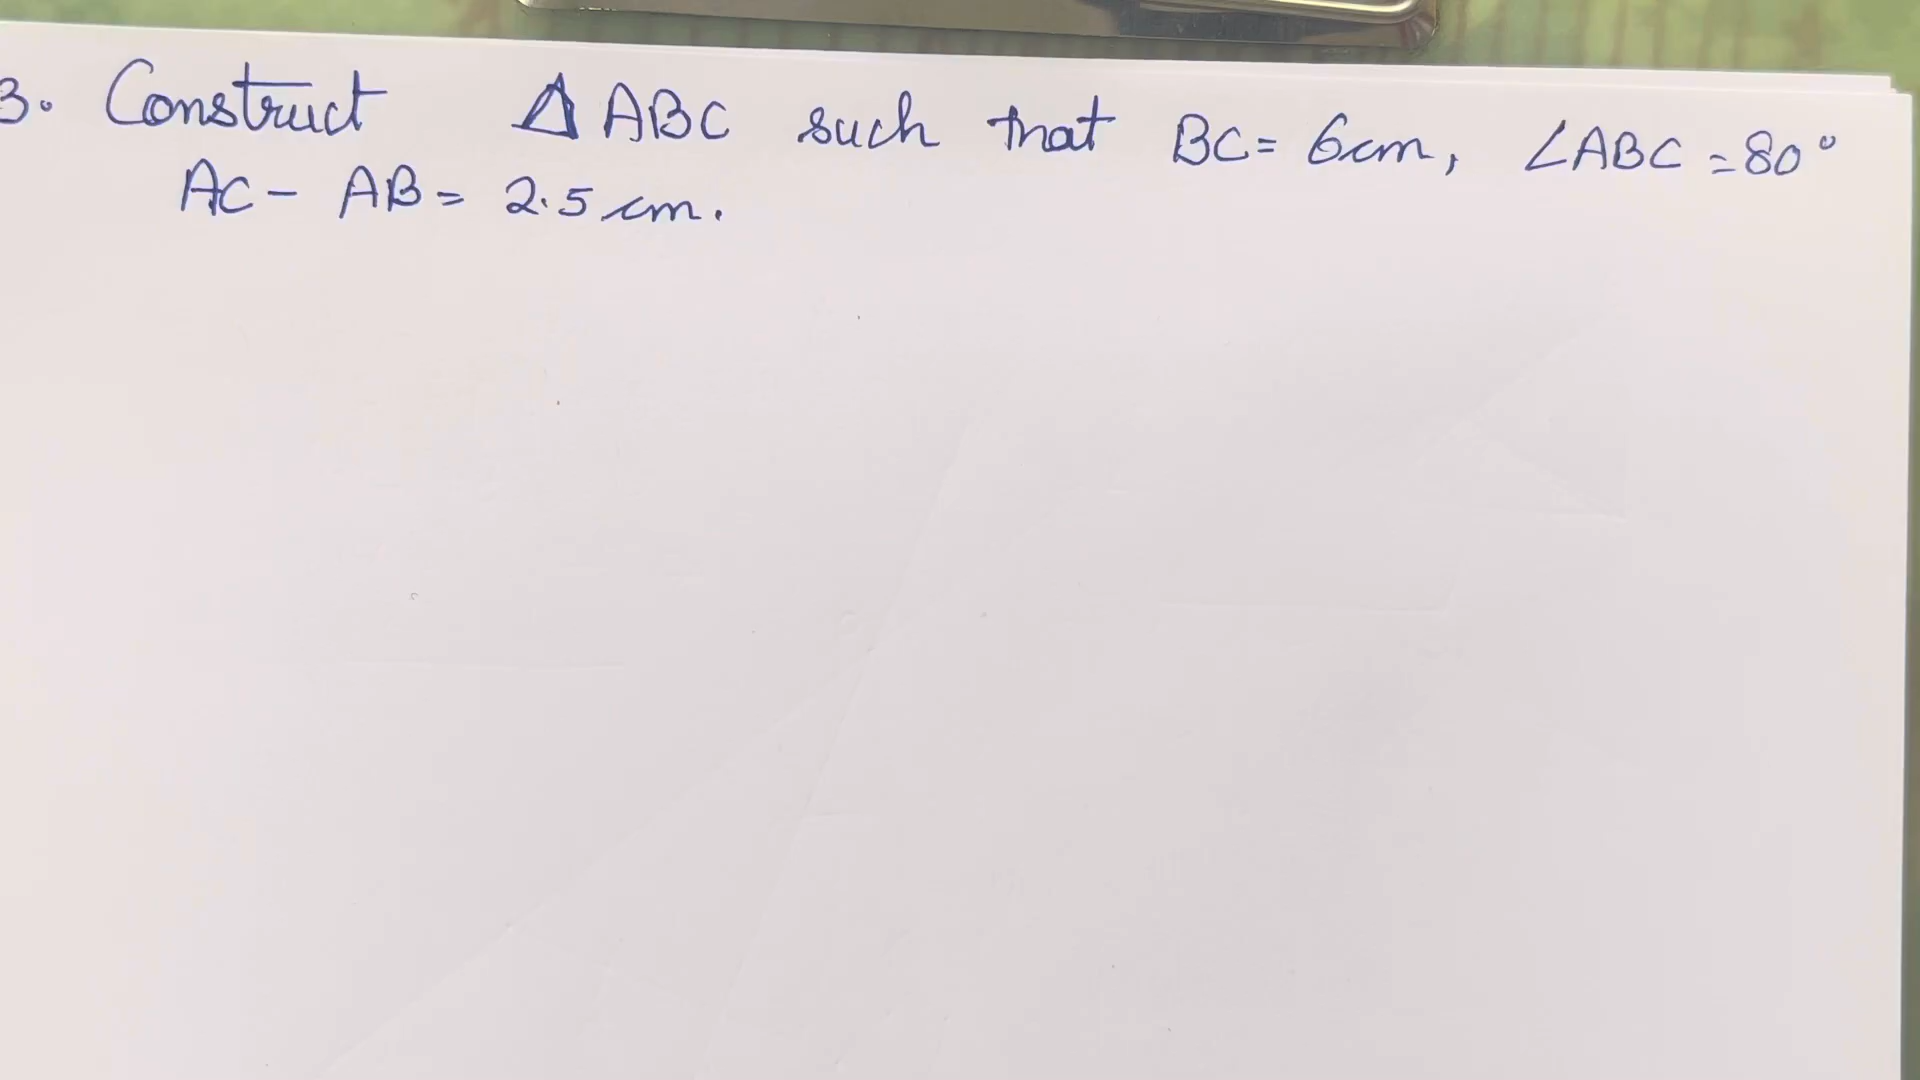 3. Construct △ABC such that BC = 6cm, ∠ABC = 80°
AC - AB = 2.5 cm.